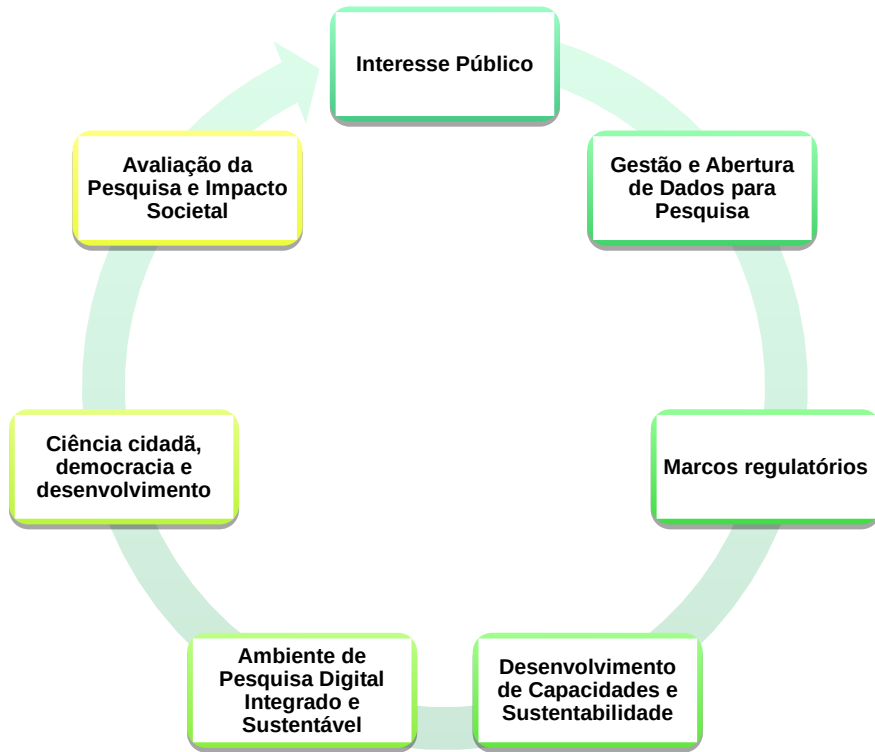 Interesse Público
Gestão e Abertura
de Dados para
Pesquisa
Marcos regulatórios
Desenvolvimento
de Capacidades e
Sustentabilidade
Ambiente de
Pesquisa Digital
Integrado e
Sustentável
Ciência cidadã,
democracia e
desenvolvimento
Avaliação da
Pesquisa e Impacto
Societal